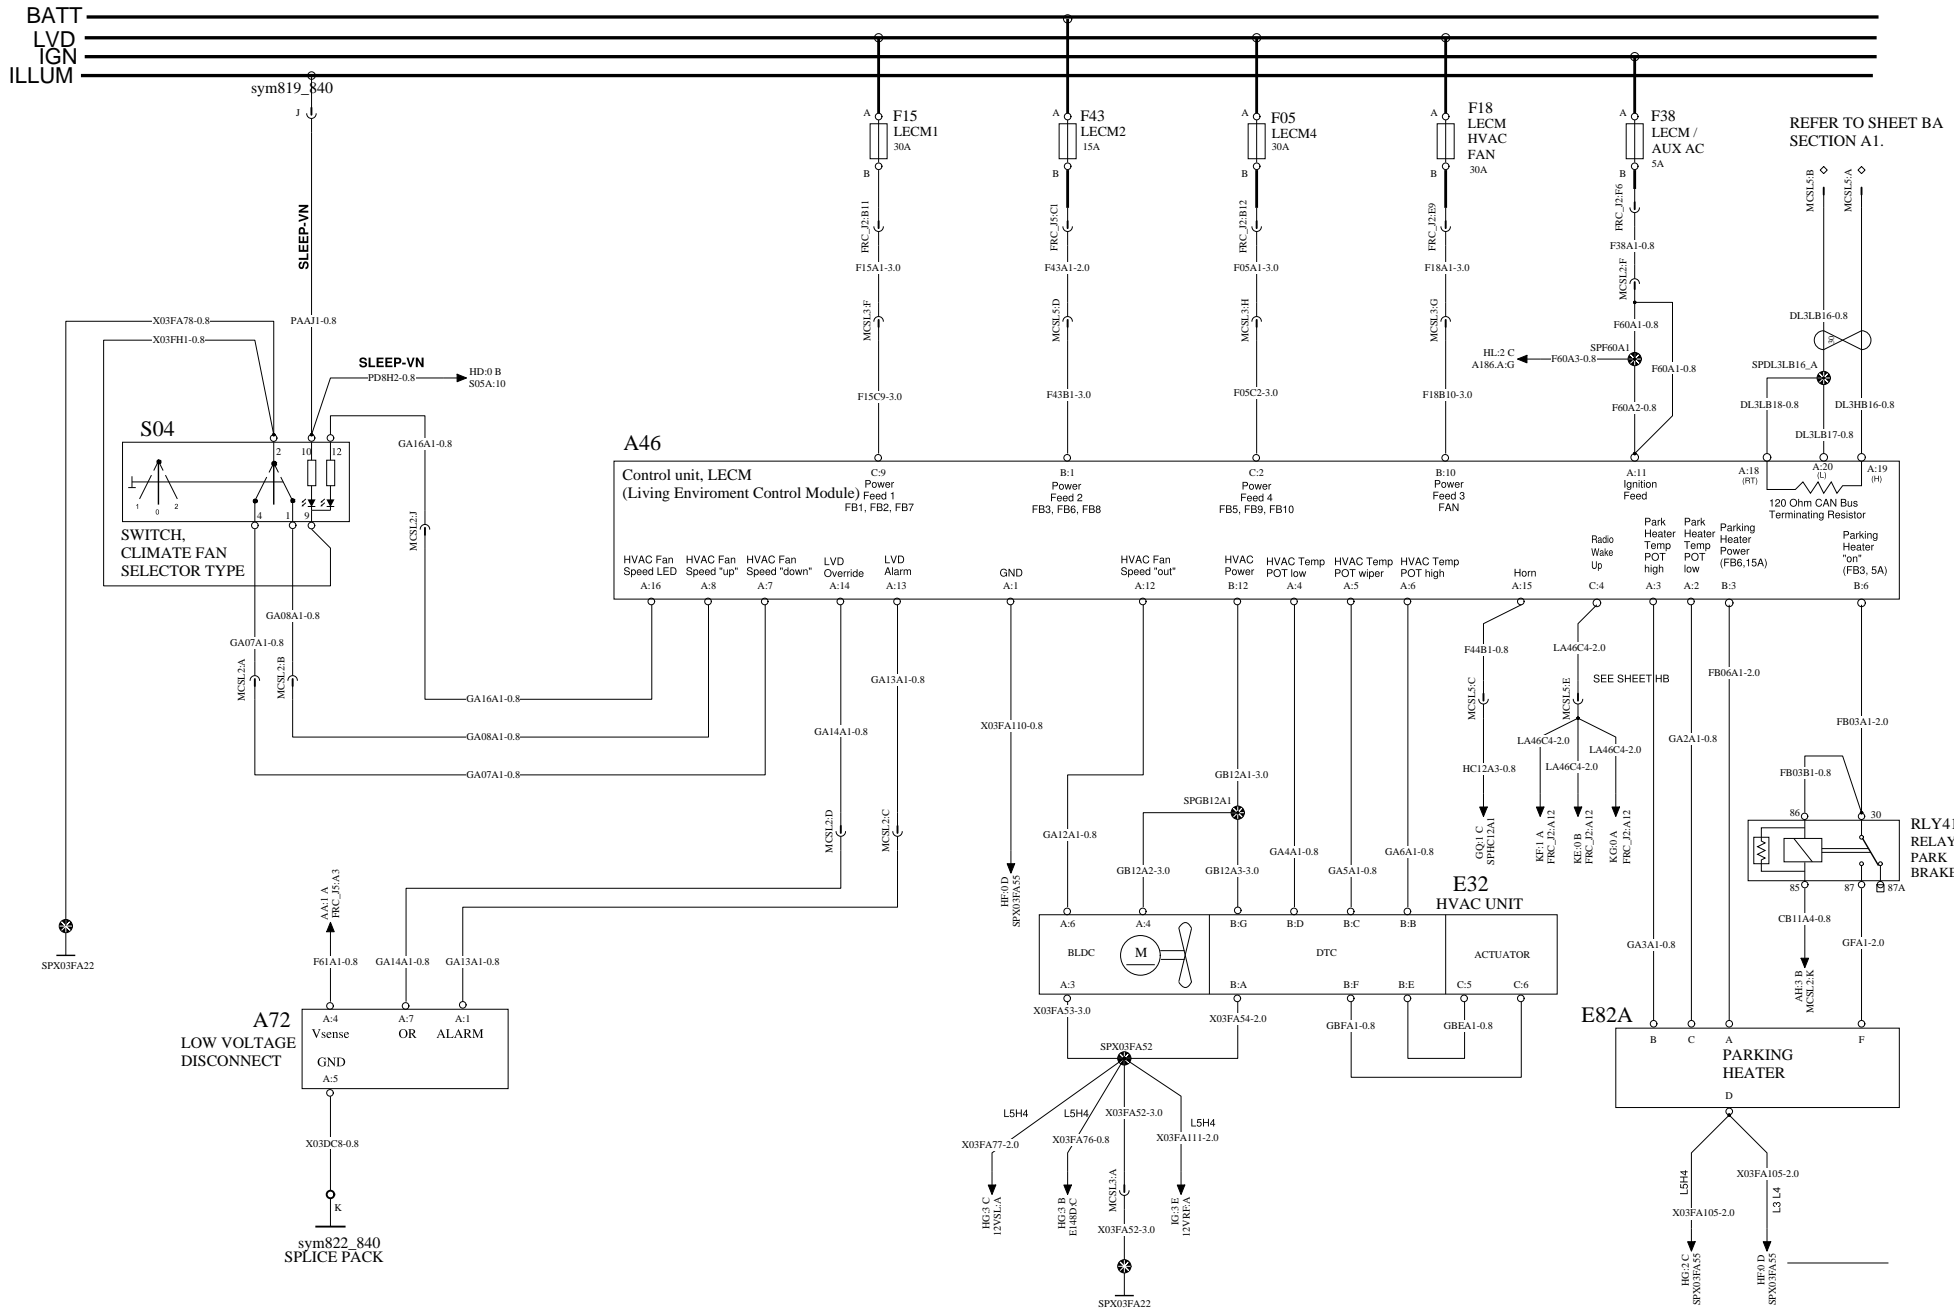 BATT
LVD
IGN
ILLUM
sym819_840
J
SLEEP-VN
PAAJ1-0.8
X03FA78-0.8
X03FH1-0.8
SLEEP-VN
PD8H2-0.8
HD:0 B
S05A:10
GA16A1-0.8
MCSL2:J
S04
2
10
12
1
0
2
4
1
9
SWITCH,
CLIMATE FAN
SELECTOR TYPE
GA08A1-0.8
GA07A1-0.8
MCSL2:A
MCSL2:B
GA16A1-0.8
GA08A1-0.8
GA07A1-0.8
SPX03FA22
A
F15
LECM1
30A
B
FRC_J2:B11
F15A1-3.0
MCSL3:F
F15C9-3.0
A
F43
LECM2
15A
B
FRC_J5:C1
F43A1-2.0
MCSL5:D
F43B1-3.0
A
F05
LECM4
30A
B
FRC_J2:B12
F05A1-3.0
MCSL3:H
F05C2-3.0
A
F18
LECM
HVAC
FAN
30A
B
FRC_J2:E9
F18A1-3.0
MCSL3:G
F18B10-3.0
A
F38
LECM /
AUX AC
5A
B
FRC_J2:F6
F38A1-0.8
MCSL2:F
F60A1-0.8
SPF60A1
HL:2 C
A186.A:G
F60A3-0.8
F60A1-0.8
F60A2-0.8
REFER TO SHEET BA
SECTION A1.
MCSL5:B
MCSL5:A
DL3LB16-0.8
30
SPDL3LB16_A
DL3LB18-0.8
DL3HB16-0.8
DL3LB17-0.8
A46
Control unit, LECM
(Living Enviroment Control Module)
C:9
Power
Feed 1
FB1, FB2, FB7
B:1
Power
Feed 2
FB3, FB6, FB8
C:2
Power
Feed 4
FB5, FB9, FB10
B:10
Power
Feed 3
FAN
A:11
Ignition
Feed
A:18
(RT)
A:20
(L)
A:19
(H)
120 Ohm CAN Bus
Terminating Resistor
HVAC Fan
Speed LED
A:16
HVAC Fan
Speed "up"
A:8
HVAC Fan
Speed "down"
A:7
LVD
Override
A:14
LVD
Alarm
A:13
GND
A:1
HVAC Fan
Speed "out"
A:12
HVAC
Power
B:12
HVAC Temp
POT low
A:4
HVAC Temp
POT wiper
A:5
HVAC Temp
POT high
A:6
Horn
A:15
Radio
Wake
Up
C:4
Park
Heater
Temp
POT
high
A:3
Park
Heater
Temp
POT
low
A:2
Parking
Heater
Power
(FB6,15A)
B:3
Parking
Heater
"on"
(FB3, 5A)
B:6
GA14A1-0.8
GA13A1-0.8
MCSL2:D
MCSL2:C
X03FA110-0.8
HF:0 D
SPX03FA55
GA12A1-0.8
GB12A1-3.0
SPGB12A1
GB12A2-3.0
GB12A3-3.0
GA4A1-0.8
GA5A1-0.8
GA6A1-0.8
F44B1-0.8
MCSL5:C
HC12A3-0.8
GQ:1 C
SPHC12A1
LA46C4-2.0
SEE SHEET HB
MCSL5:E
LA46C4-2.0
LA46C4-2.0
LA46C4-2.0
KF:1 A
FRC_J2:A12
KE:0 B
FRC_J2:A12
KG:0 A
FRC_J2:A12
FB06A1-2.0
GA2A1-0.8
GA3A1-0.8
FB03A1-2.0
FB03B1-0.8
86
30
RLY41
RELAY
PARK
BRAKE
85
87
87A
CB11A4-0.8
GFA1-2.0
AH:3 B
MCSL2:K
AA:1 A
FRC_J5:A3
F61A1-0.8
GA14A1-0.8
GA13A1-0.8
A72
LOW VOLTAGE
DISCONNECT
A:4
Vsense
A:7
OR
A:1
ALARM
GND
A:5
X03DC8-0.8
K
sym822_840
SPLICE PACK
E32
HVAC UNIT
A:6
A:4
B:G
B:D
B:C
B:B
BLDC
M
DTC
ACTUATOR
A:3
B:A
B:F
B:E
C:5
C:6
X03FA53-3.0
X03FA54-2.0
GBFA1-0.8
GBEA1-0.8
SPX03FA52
L5H4
L5H4
X03FA52-3.0
L5H4
X03FA77-2.0
X03FA76-0.8
X03FA111-2.0
HG:3 C
12VSL:A
HG:3 B
E148D:C
MCSL3:A
IG:3 E
12VRF:A
X03FA52-3.0
SPX03FA22
E82A
B
C
A
F
PARKING
HEATER
D
L5H4
X03FA105-2.0
X03FA105-2.0
L3 L4
HG:2 C
SPX03FA55
HF:0 D
SPX03FA55